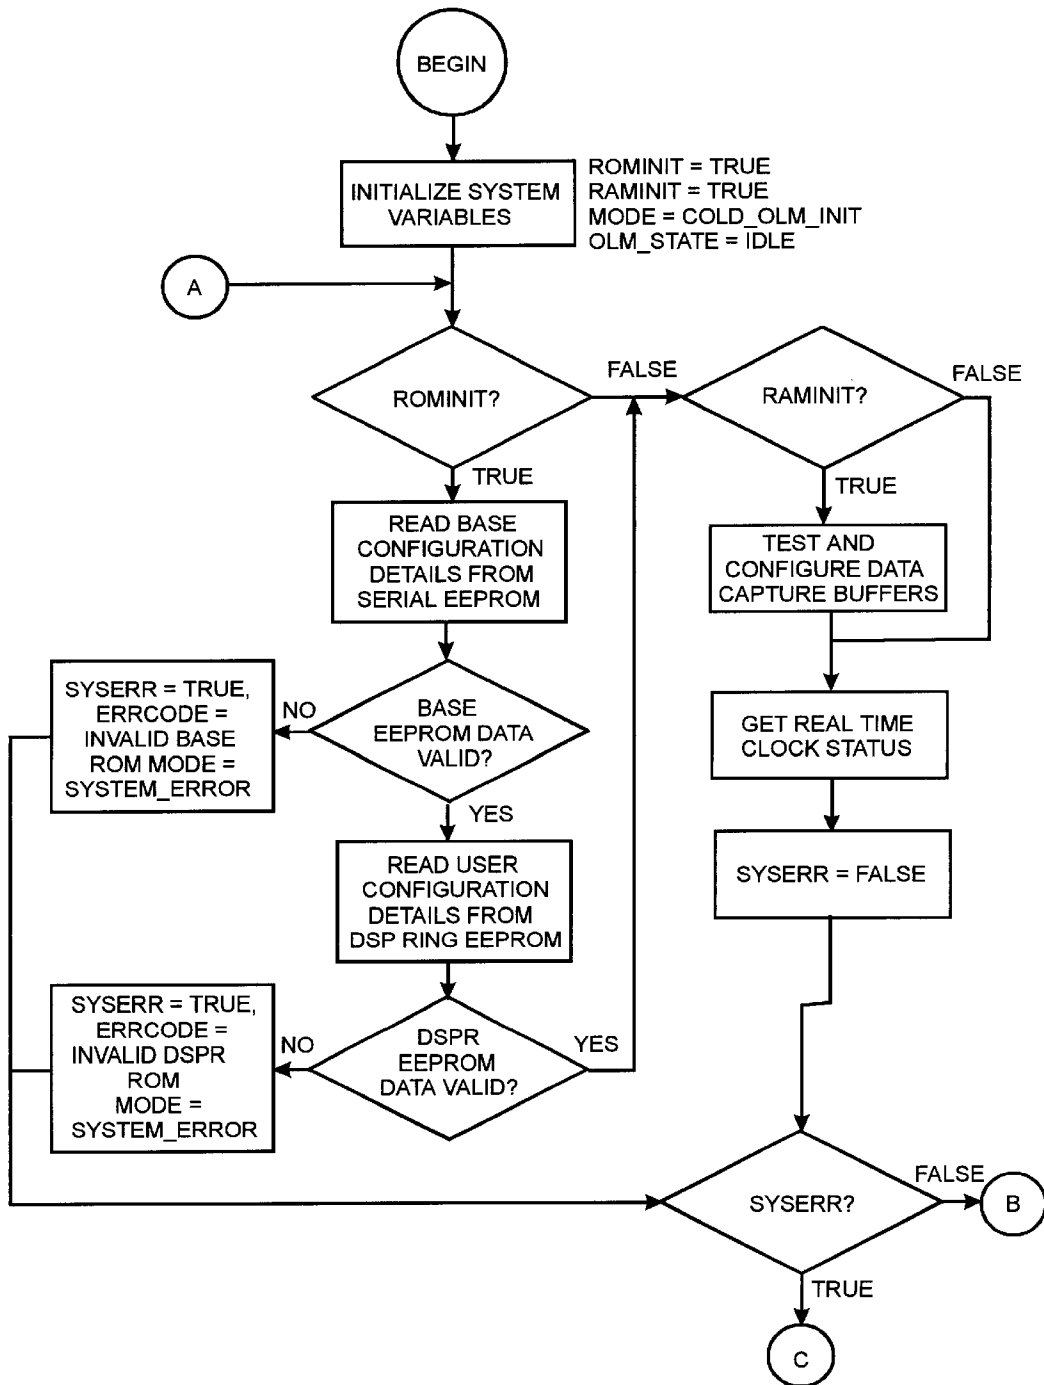 BEGIN
INITIALIZE SYSTEM
VARIABLES
ROMINIT = TRUE
RAMINIT = TRUE
MODE = COLD_OLM_INIT
OLM_STATE = IDLE
A
ROMINIT?
FALSE
RAMINIT?
FALSE
TRUE
TRUE
READ BASE
CONFIGURATION
DETAILS FROM
SERIAL EEPROM
TEST AND
CONFIGURE DATA
CAPTURE BUFFERS
SYSERR = TRUE,
ERRCODE =
INVALID BASE
ROM MODE =
SYSTEM_ERROR
NO
BASE
EEPROM DATA
VALID?
YES
GET REAL TIME
CLOCK STATUS
READ USER
CONFIGURATION
DETAILS FROM
DSP RING EEPROM
SYSERR = FALSE
SYSERR = TRUE,
ERRCODE =
INVALID DSPR
ROM
MODE =
SYSTEM_ERROR
NO
DSPR
EEPROM
DATA VALID?
YES
SYSERR?
FALSE
B
TRUE
C